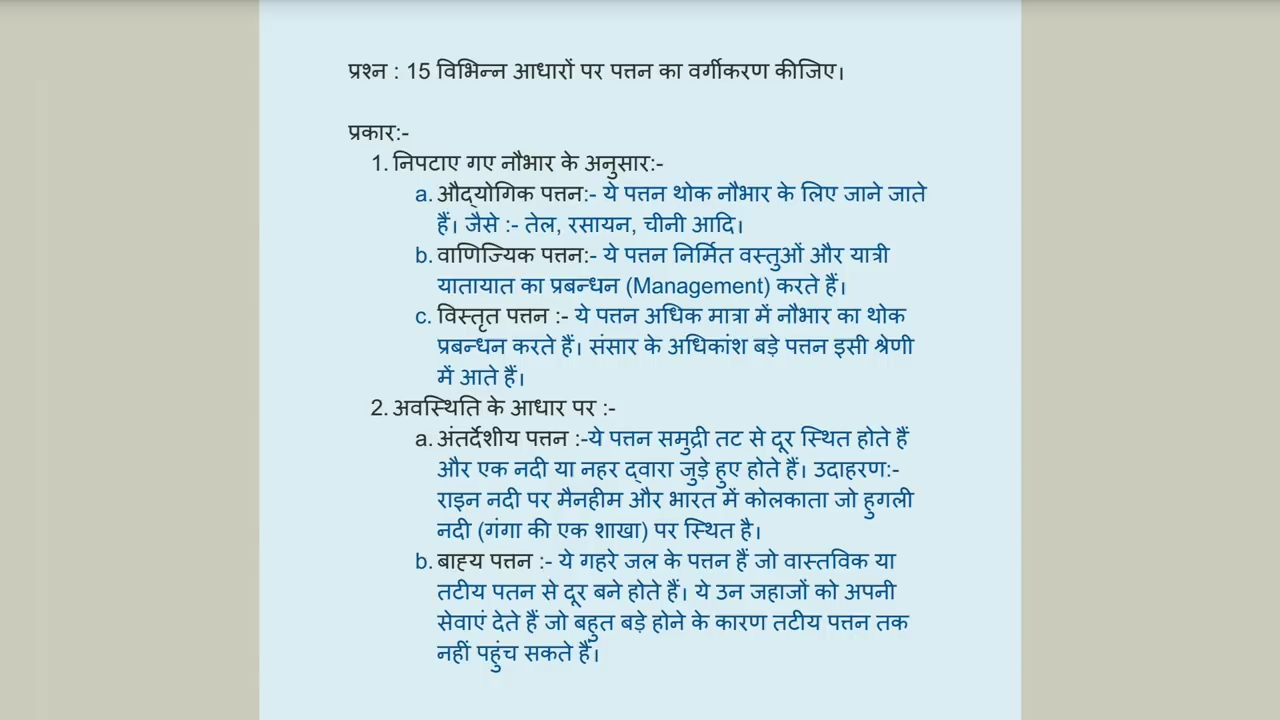 प्रश्न : 15 विभिन्न आधारों पर पत्तन का वर्गीकरण कीजिए।
प्रकार:-
1. निपटाए गए नौभार के अनुसार:-
a. औद्योगिक पत्तन:- ये पत्तन थोक नौभार के लिए जाने जाते
हैं। जैसे :- तेल, रसायन, चीनी आदि।
b. वाणिज्यिक पत्तन:- ये पत्तन निर्मित वस्तुओं और यात्री
यातायात का प्रबन्धन (Management) करते हैं।
c. विस्तृत पत्तन :- ये पत्तन अधिक मात्रा में नौभार का थोक
प्रबन्धन करते हैं। संसार के अधिकांश बड़े पत्तन इसी श्रेणी
में आते हैं।
2. अवस्थिति के आधार पर :-
a. अंतर्देशीय पत्तन :-ये पत्तन समुद्री तट से दूर स्थित होते हैं
और एक नदी या नहर द्वारा जुड़े हुए होते हैं। उदाहरण:-
राइन नदी पर मैनहीम और भारत में कोलकाता जो हुगली
नदी (गंगा की एक शाखा) पर स्थित है।
b. बाह्य पत्तन :- ये गहरे जल के पत्तन हैं जो वास्तविक या
तटीय पतन से दूर बने होते हैं। ये उन जहाजों को अपनी
सेवाएं देते हैं जो बहुत बड़े होने के कारण तटीय पत्तन तक
नहीं पहुंच सकते हैं।